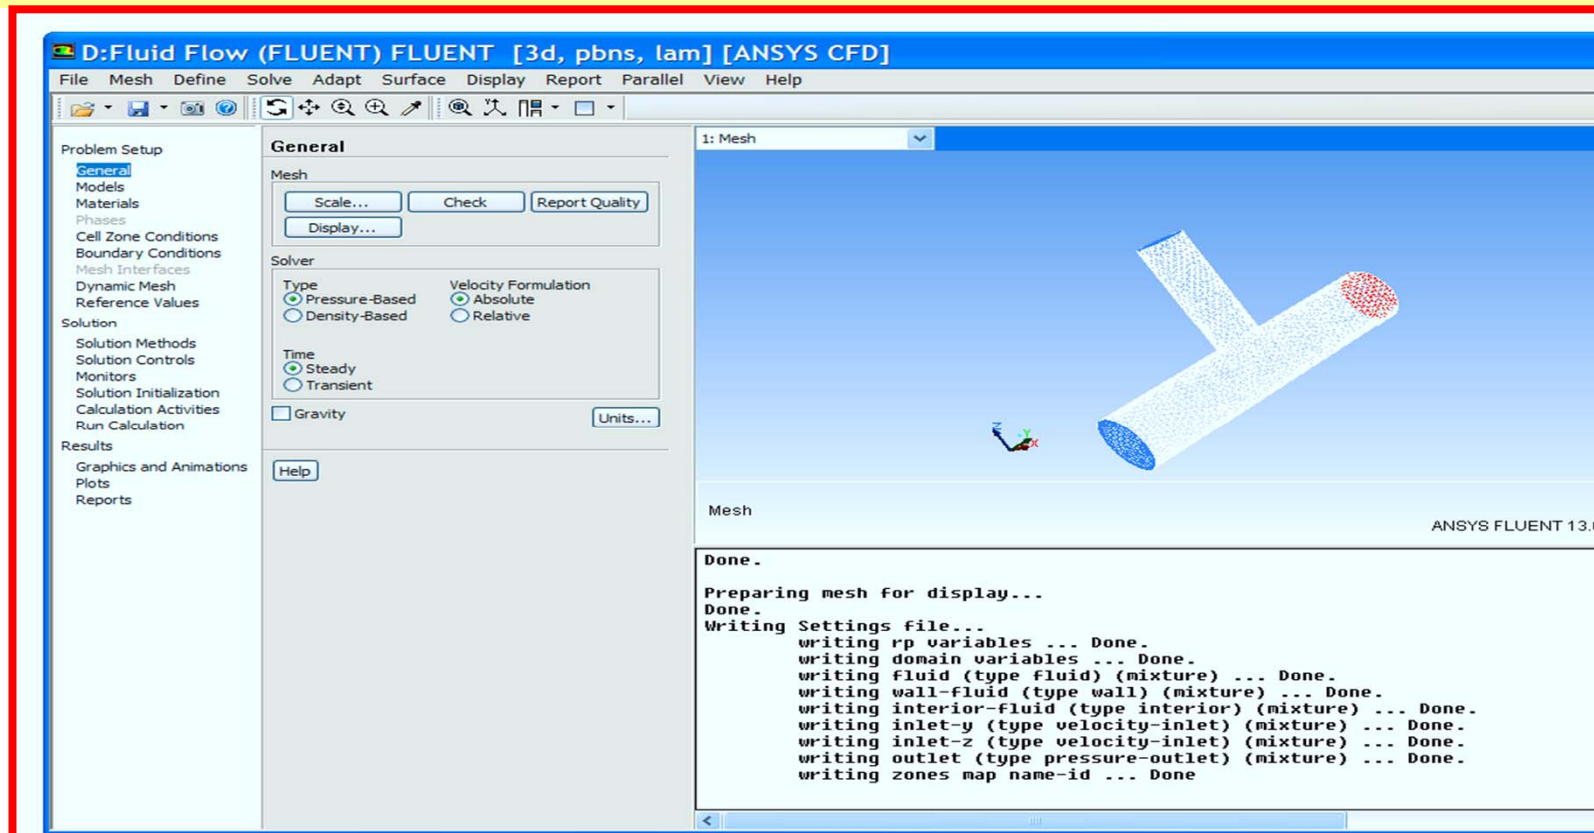 D:Fluid Flow (FLUENT) FLUENT [3d, pbns, lam] [ANSYS CFD]
File Mesh Define Solve Adapt Surface Display Report Parallel View Help
Problem Setup
General
Models
Materials
Phases
Cell Zone Conditions
Boundary Conditions
Mesh Interfaces
Dynamic Mesh
Reference Values
Solution
Solution Methods
Solution Controls
Monitors
Solution Initialization
Calculation Activities
Run Calculation
Results
Graphics and Animations
Plots
Reports
General
Mesh
Scale... Check Report Quality
Display...
Solver
Type Velocity Formulation
Pressure-Based Absolute
Density-Based Relative
Time
Steady
Transient
Gravity Units...
Help
1: Mesh
Z Y X
Mesh
ANSYS FLUENT 13.
Done.
Preparing mesh for display...
Done.
Writing Settings file...
writing rp variables ... Done.
writing domain variables ... Done.
writing fluid (type fluid) (mixture) ... Done.
writing wall-fluid (type wall) (mixture) ... Done.
writing interior-fluid (type interior) (mixture) ... Done.
writing inlet-y (type velocity-inlet) (mixture) ... Done.
writing inlet-z (type velocity-inlet) (mixture) ... Done.
writing outlet (type pressure-outlet) (mixture) ... Done.
writing zones map name-id ... Done